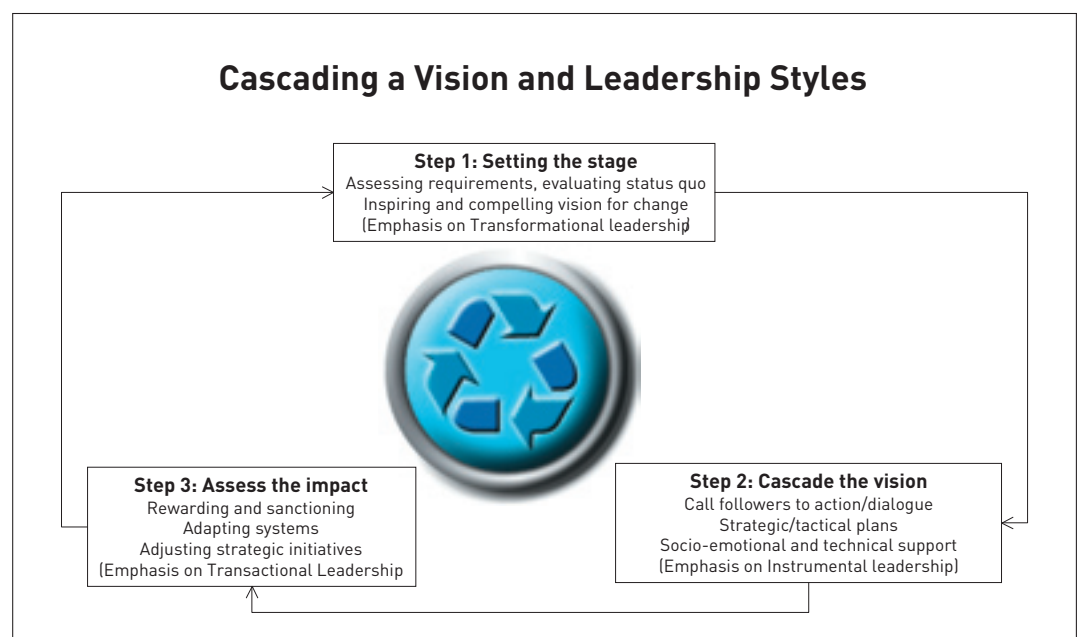 Cascading a Vision and Leadership Styles
Step 1: Setting the stage
Assessing requirements, evaluating status quo
Inspiring and compelling vision for change
(Emphasis on Transformational leadership)
Step 2: Cascade the vision
Call followers to action/dialogue
Strategic/tactical plans
Socio-emotional and technical support
(Emphasis on Instrumental leadership)
Step 3: Assess the impact
Rewarding and sanctioning
Adapting systems
Adjusting strategic initiatives
(Emphasis on Transactional Leadership